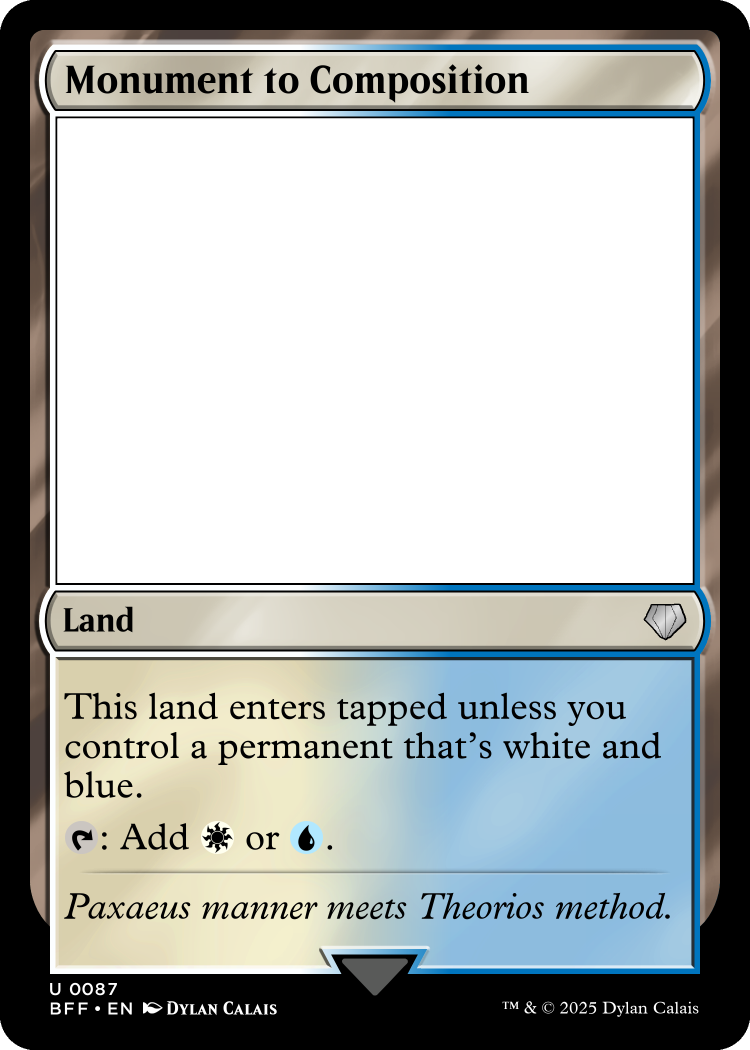 Monument to Composition
Land
This land enters tapped unless you
control a permanent that’s white and
blue.
: Add or .
Paxaeus manner meets Theorios method.
U 0087
BFF • EN Dylan Calais
™ & © 2025 Dylan Calais